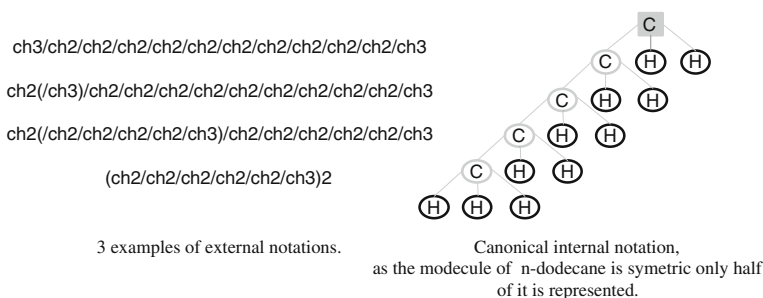 ch3/ch2/ch2/ch2/ch2/ch2/ch2/ch2/ch2/ch2/ch2/ch3
ch2(/ch3)/ch2/ch2/ch2/ch2/ch2/ch2/ch2/ch2/ch2/ch3
ch2(/ch2/ch2/ch2/ch2/ch3)/ch2/ch2/ch2/ch2/ch2/ch3
(ch2/ch2/ch2/ch2/ch2/ch3)2
3 examples of external notations.
C
C H H
C H H
C H H
C H H
H H H
Canonical internal notation,
as the modecule of n-dodecane is symetric only half
of it is represented.